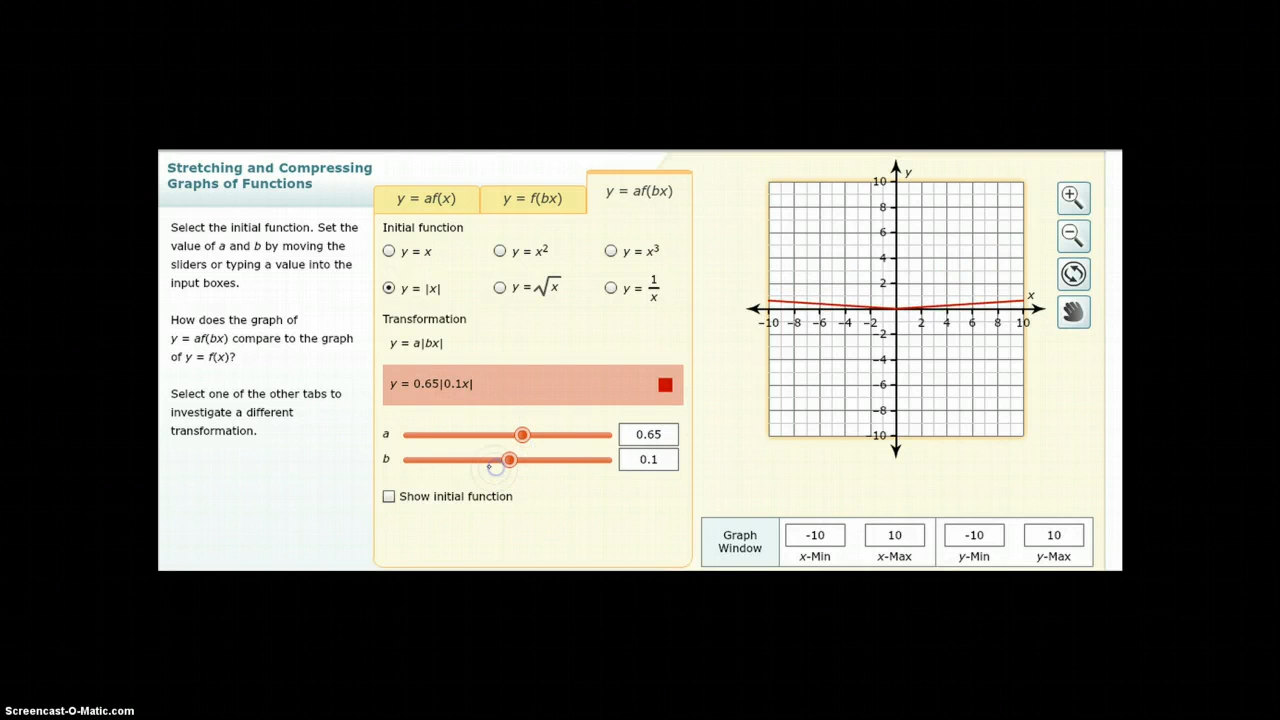 Stretching and Compressing
Graphs of Functions
Select the initial function. Set the
value of a and b by moving the
sliders or typing a value into the
input boxes.
How does the graph of
y = af(bx) compare to the graph
of y = f(x)?
Select one of the other tabs to
investigate a different
transformation.
y = af(x)
y = f(bx)
y = af(bx)
Initial function
y = x
y = x²
y = x³
y = |x|
y = √x
y = 1/x
Transformation
y = a|bx|
y = 0.65|0.1x|
a
0.65
b
0.1
Show initial function
y
10
8
6
4
2
x
-10 -8 -6 -4 -2 2 4 6 8 10
-2
-4
-6
-8
-10
Graph
Window
-10
10
-10
10
x-Min
x-Max
y-Min
y-Max
Screencast-O-Matic.com